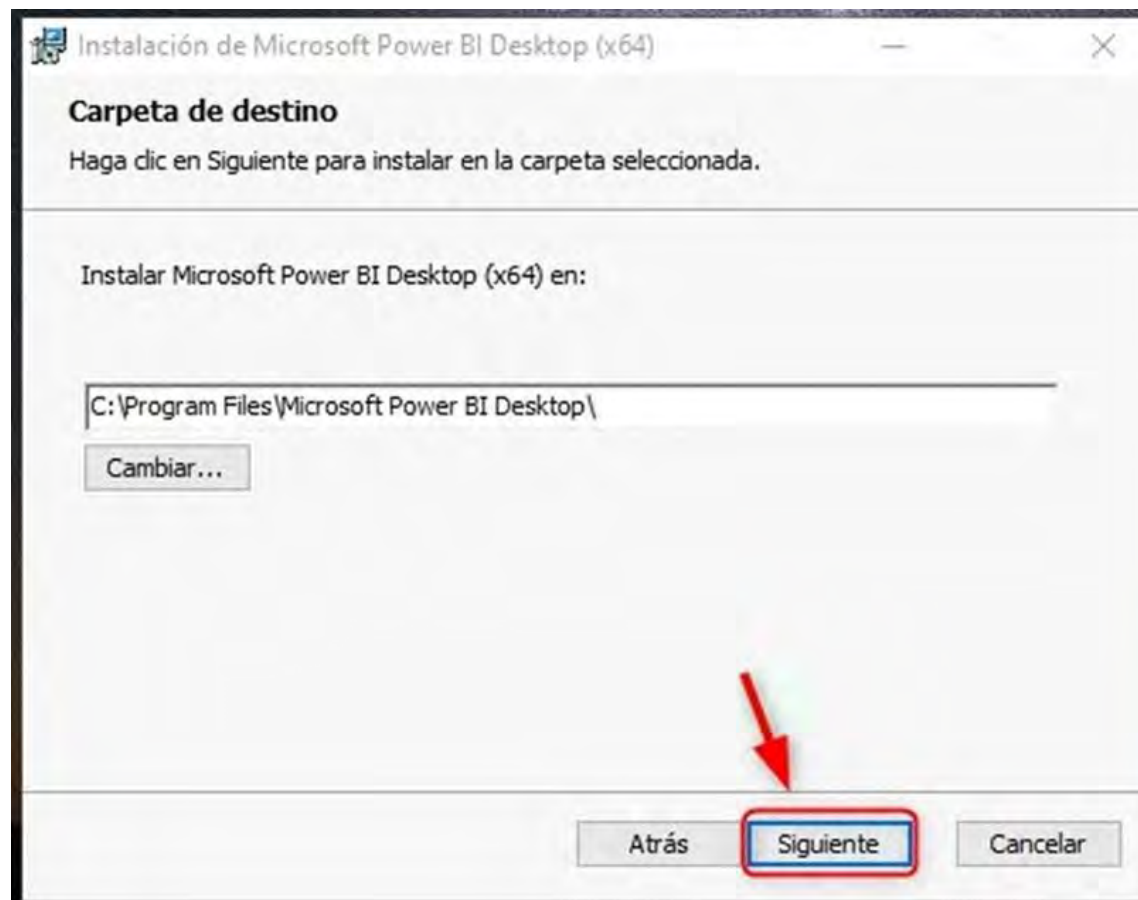 Instalación de Microsoft Power BI Desktop (x64)
Carpeta de destino
Haga clic en Siguiente para instalar en la carpeta seleccionada.
Instalar Microsoft Power BI Desktop (x64) en:
C:\Program Files\Microsoft Power BI Desktop\
Cambiar...
Atrás Siguiente Cancelar